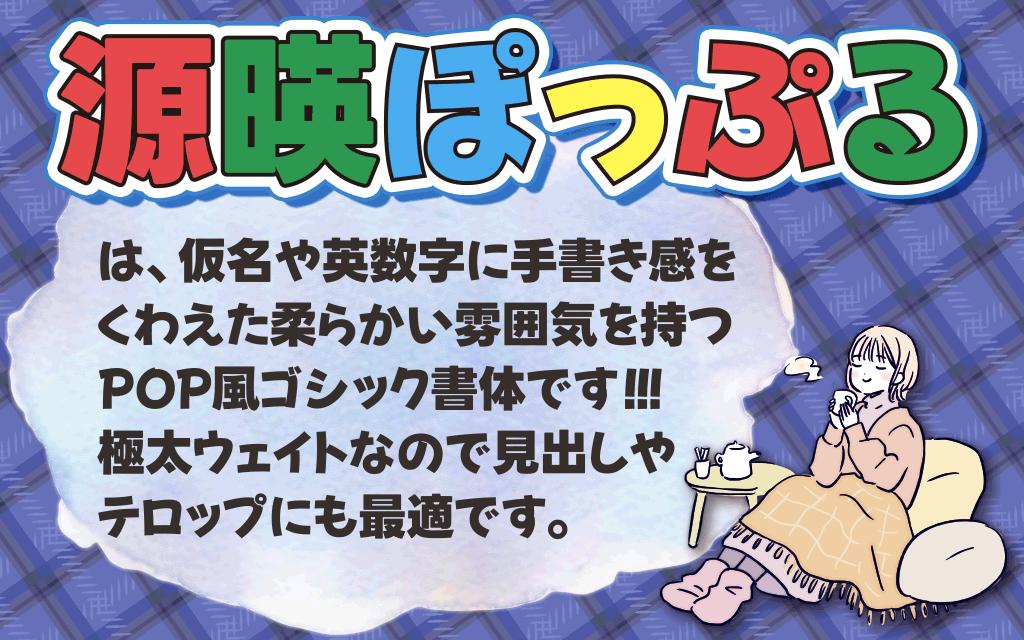 源暎ぽっぷる
は、仮名や英数字に手書き感を
くわえた柔らかい雰囲気を持つ
POP風ゴシック書体です!!!
極太ウェイトなので見出しや
テロップにも最適です。